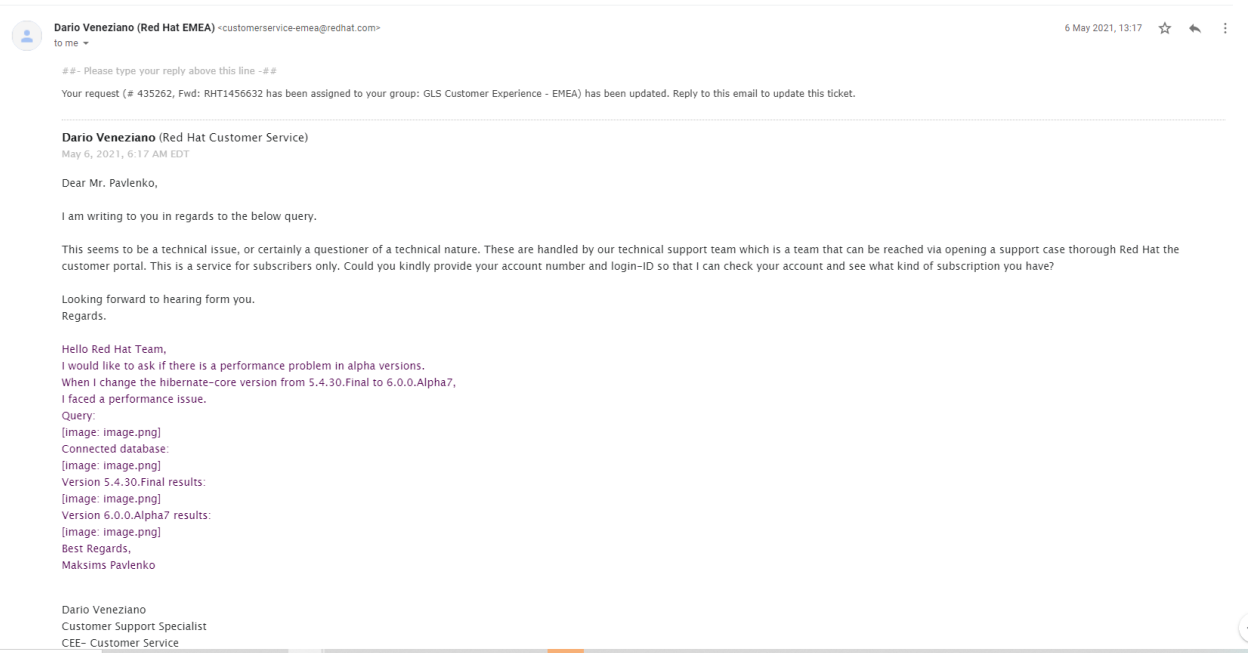 Dario Veneziano (Red Hat EMEA) <customerservice-emea@redhat.com>
6 May 2021, 13:17
to me
##- Please type your reply above this line -##
Your request (# 435262, Fwd: RHT1456632 has been assigned to your group: GLS Customer Experience - EMEA) has been updated. Reply to this email to update this ticket.
Dario Veneziano (Red Hat Customer Service)
May 6, 2021, 6:17 AM EDT
Dear Mr. Pavlenko,
I am writing to you in regards to the below query.
This seems to be a technical issue, or certainly a questioner of a technical nature. These are handled by our technical support team which is a team that can be reached via opening a support case thorough Red Hat the
customer portal. This is a service for subscribers only. Could you kindly provide your account number and login-ID so that I can check your account and see what kind of subscription you have?
Looking forward to hearing form you.
Regards.
Hello Red Hat Team,
I would like to ask if there is a performance problem in alpha versions.
When I change the hibernate-core version from 5.4.30.Final to 6.0.0.Alpha7,
I faced a performance issue.
Query:
[image: image.png]
Connected database:
[image: image.png]
Version 5.4.30.Final results:
[image: image.png]
Version 6.0.0.Alpha7 results:
[image: image.png]
Best Regards,
Maksims Pavlenko
Dario Veneziano
Customer Support Specialist
CEE- Customer Service